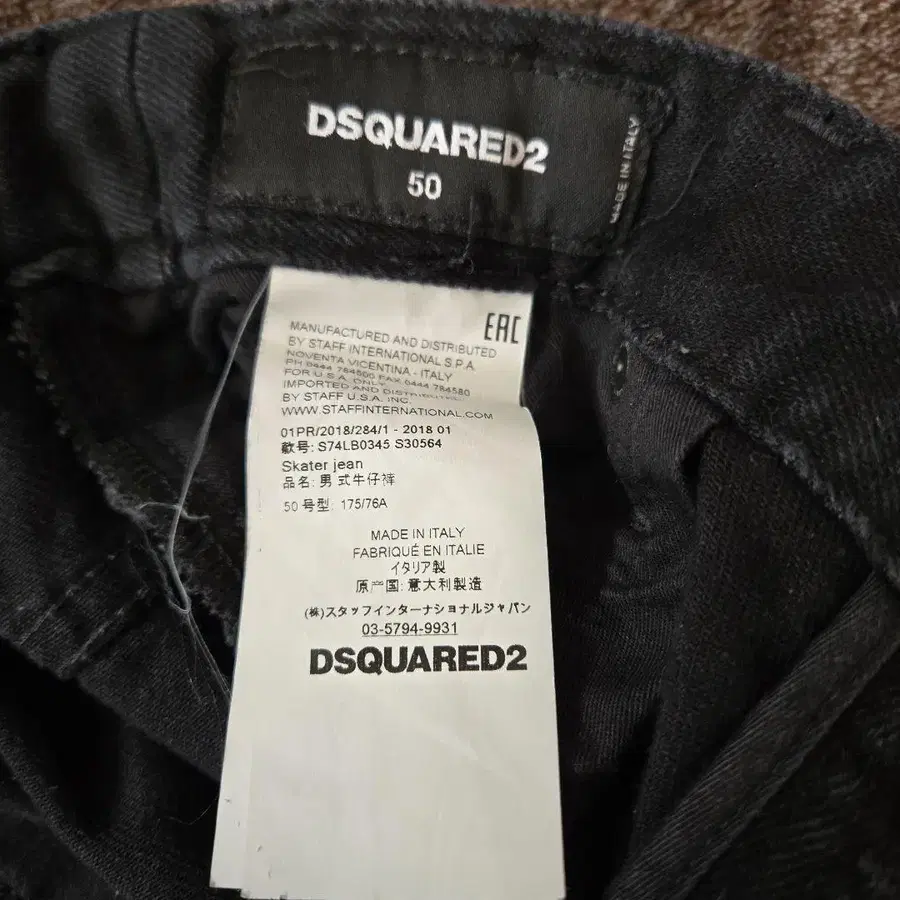 DSQUARED2
50
MADE IN ITALY
EAC
MANUFACTURED AND DISTRIBUTED
BY STAFF INTERNATIONAL S.P.A.
NOVENTA VICENTINA - ITALY
PH 0444 784600 FAX 0444 784580
FOR U.S.A. ONLY
IMPORTED AND DISTRIBUTED
BY STAFF U.S.A. INC.
WWW.STAFFINTERNATIONAL.COM
01PR/2018/284/1 - 2018 01
款号: S74LB0345 S30564
Skater jean
品名: 男 式牛仔裤
50 号型: 175/76A
MADE IN ITALY
FABRIQUÉ EN ITALIE
イタリア製
原产国: 意大利製造
(株)スタッフインターナショナルジャパン
03-5794-9931
DSQUARED2